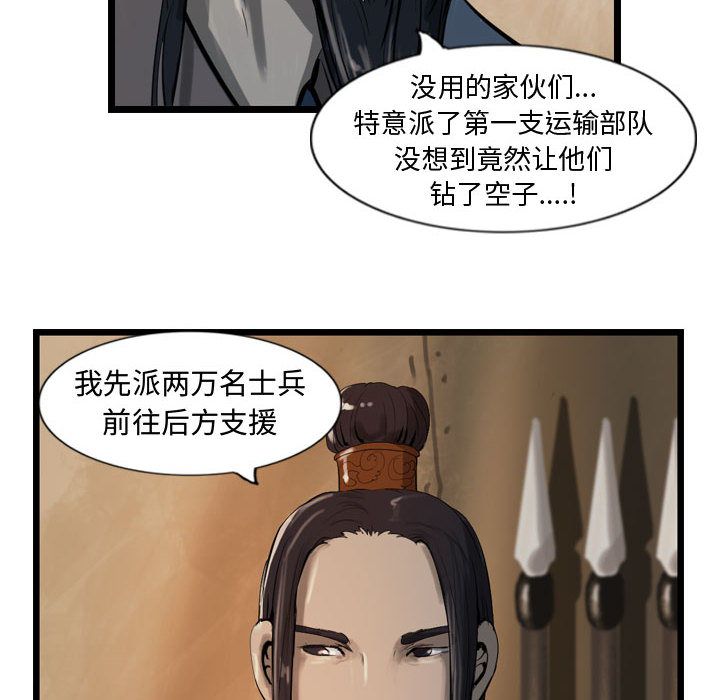 没用的家伙们...
特意派了第一支运输部队
没想到竟然让他们
钻了空子....!
我先派两万名士兵
前往后方支援